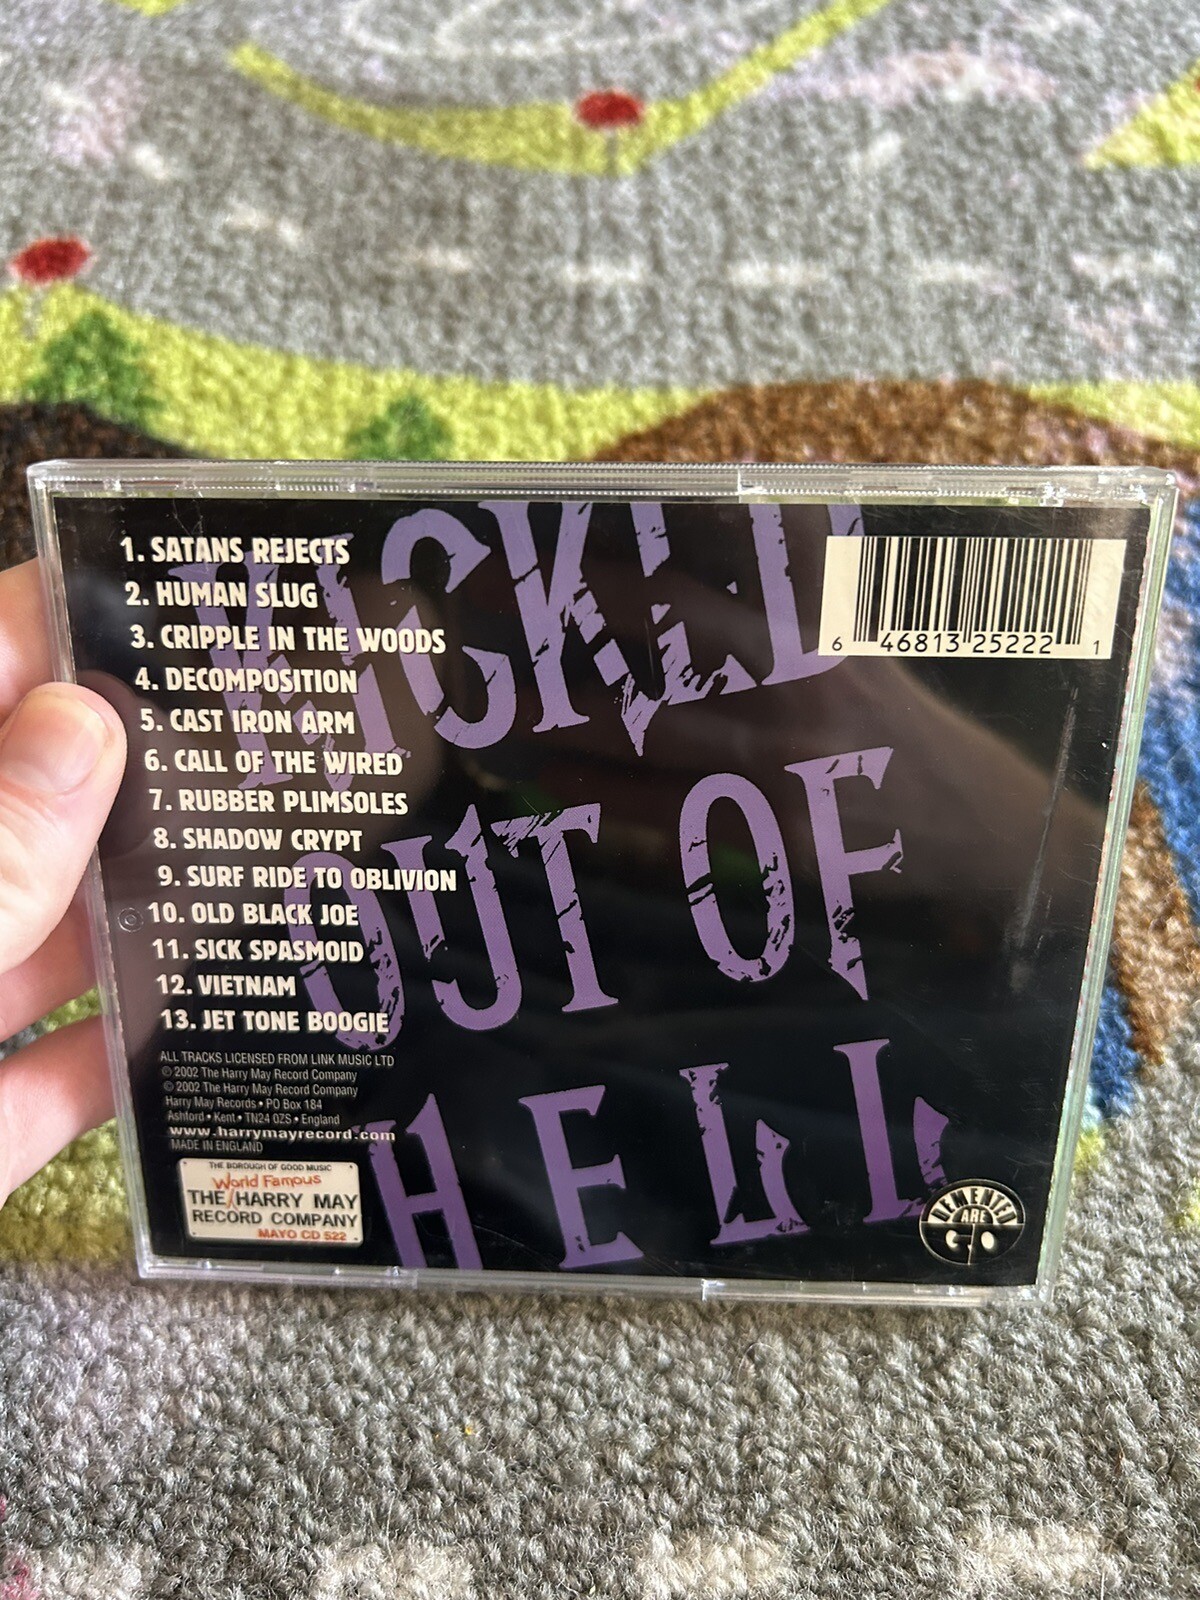 KICKED
OUT OF
HELL
1. SATANS REJECTS
2. HUMAN SLUG
3. CRIPPLE IN THE WOODS
4. DECOMPOSITION
5. CAST IRON ARM
6. CALL OF THE WIRED
7. RUBBER PLIMSOLES
8. SHADOW CRYPT
9. SURF RIDE TO OBLIVION
10. OLD BLACK JOE
11. SICK SPASMOID
12. VIETNAM
13. JET TONE BOOGIE
6 46813 25222 1
ALL TRACKS LICENSED FROM LINK MUSIC LTD
℗ 2002 The Harry May Record Company
© 2002 The Harry May Record Company
Harry May Records • PO Box 184
Ashford • Kent • TN24 0ZS • England
www.harrymayrecord.com
MADE IN ENGLAND
THE BOROUGH OF GOOD MUSIC
World Famous
THE HARRY MAY
RECORD COMPANY
MAYO CD 522
DEMENTED
ARE
GO